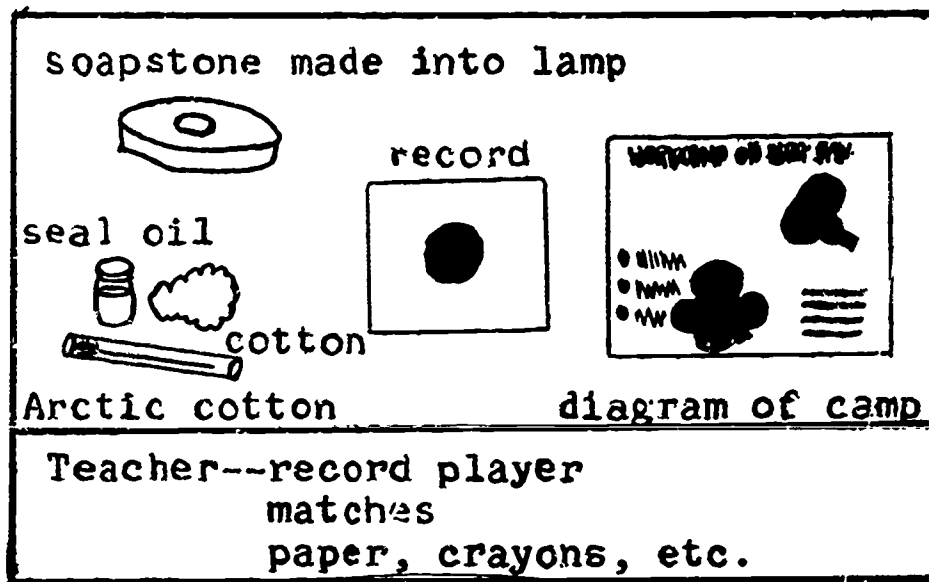 soapstone made into lamp
record
seal oil
cotton
Arctic cotton
diagram of camp
Teacher--record player
matches
paper, crayons, etc.